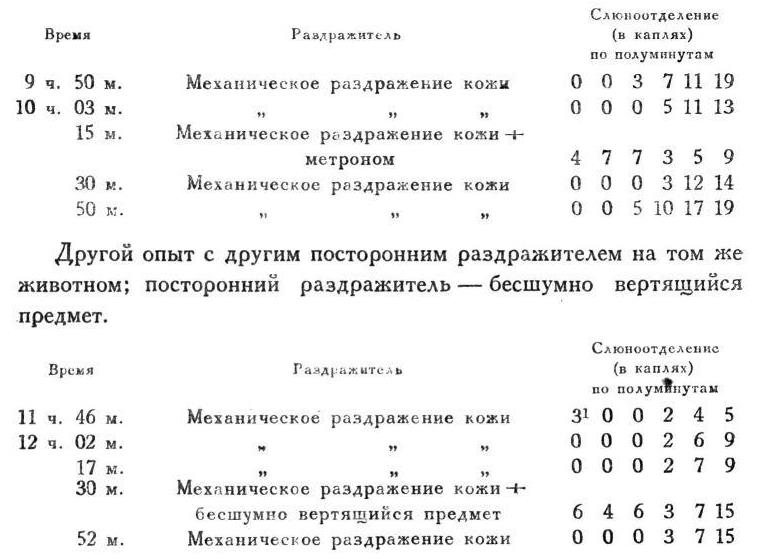 Время Раздражитель Слюноотделение
(в каплях)
по полуминутам
9 ч. 50 м. Механическое раздражение кожи 0 0 3 7 11 19
10 ч. 03 м. „ „ „ 0 0 0 5 11 13
15 м. Механическое раздражение кожи +
метроном 4 7 7 3 5 9
30 м. Механическое раздражение кожи 0 0 0 3 12 14
50 м. „ „ „ 0 0 5 10 17 19
Другой опыт с другим посторонним раздражителем на том же
животном; посторонний раздражитель — бесшумно вертящийся
предмет.
Время Раздражитель Слюноотделение
(в каплях)
по полуминутам
11 ч. 46 м. Механическое раздражение кожи 3¹ 0 0 2 4 5
12 ч. 02 м. „ „ „ 0 0 0 2 6 9
17 м. „ „ „ 0 0 0 2 7 9
30 м. Механическое раздражение кожи +
бесшумно вертящийся предмет 6 4 6 3 7 15
52 м. Механическое раздражение кожи 0 0 0 3 7 15